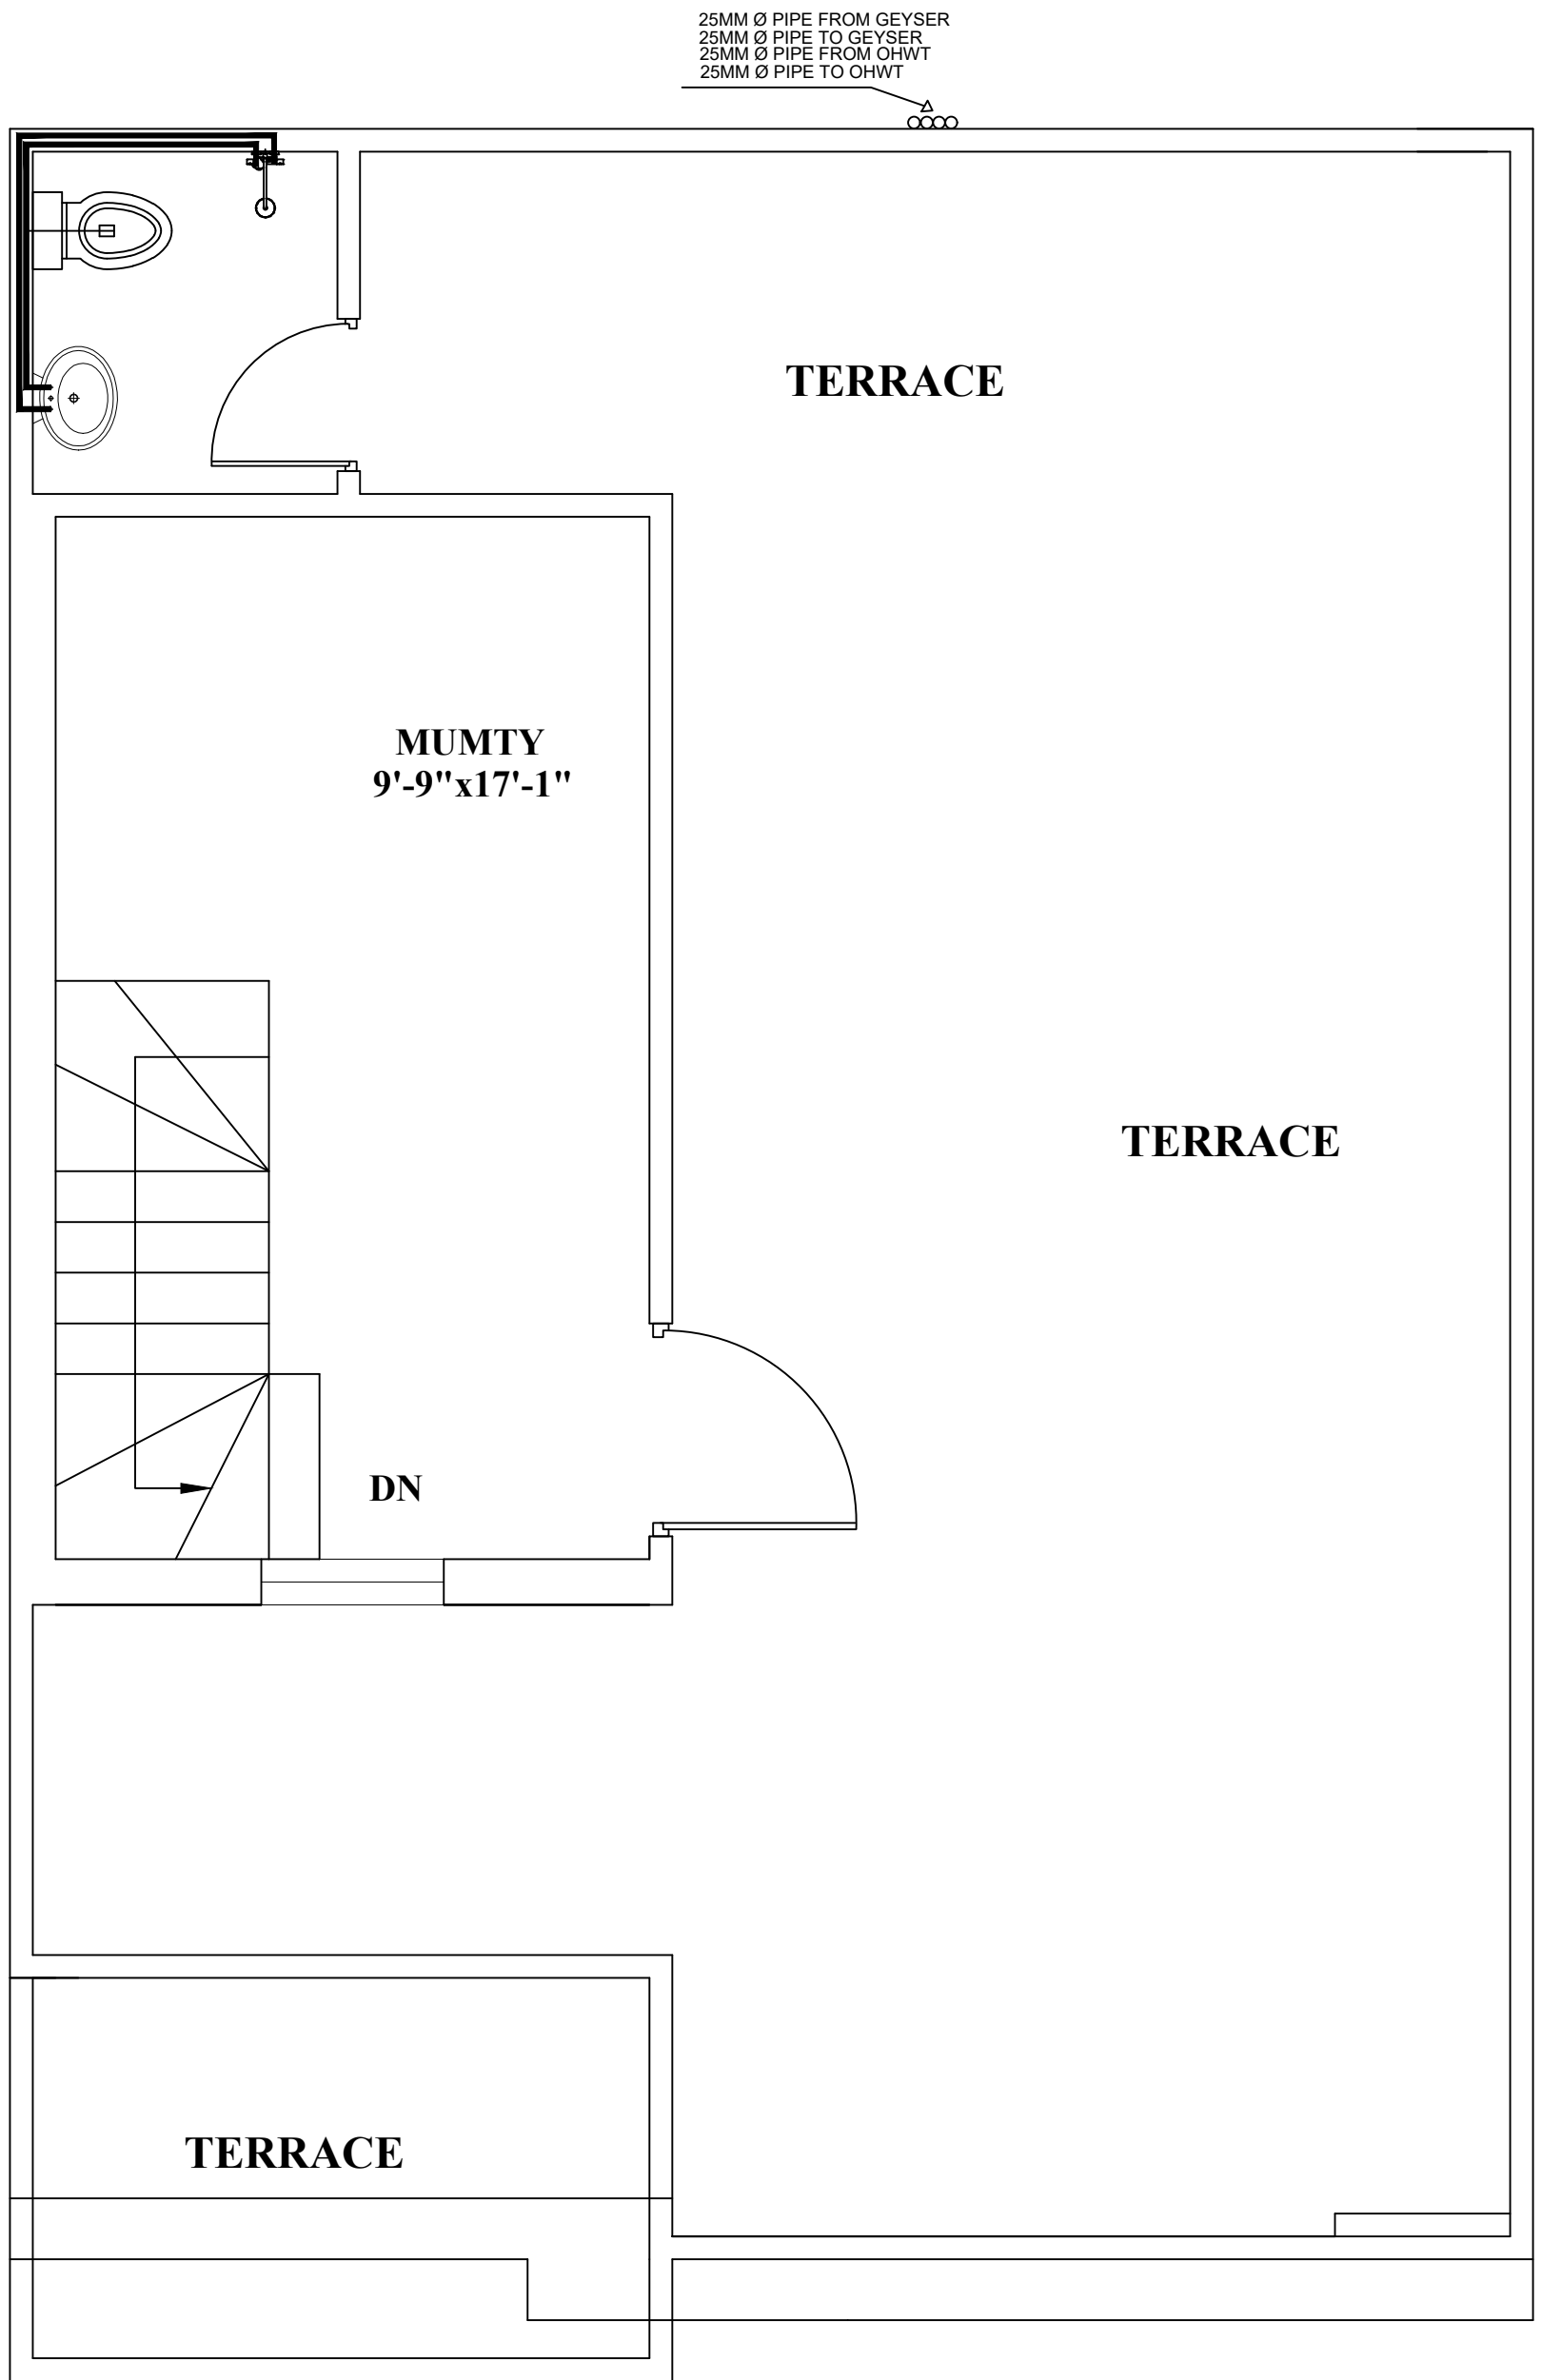 25MM Ø PIPE FROM GEYSER
25MM Ø PIPE TO GEYSER
25MM Ø PIPE FROM OHWT
25MM Ø PIPE TO OHWT
TERRACE
MUMTY
9'-9"x17'-1"
TERRACE
DN
TERRACE